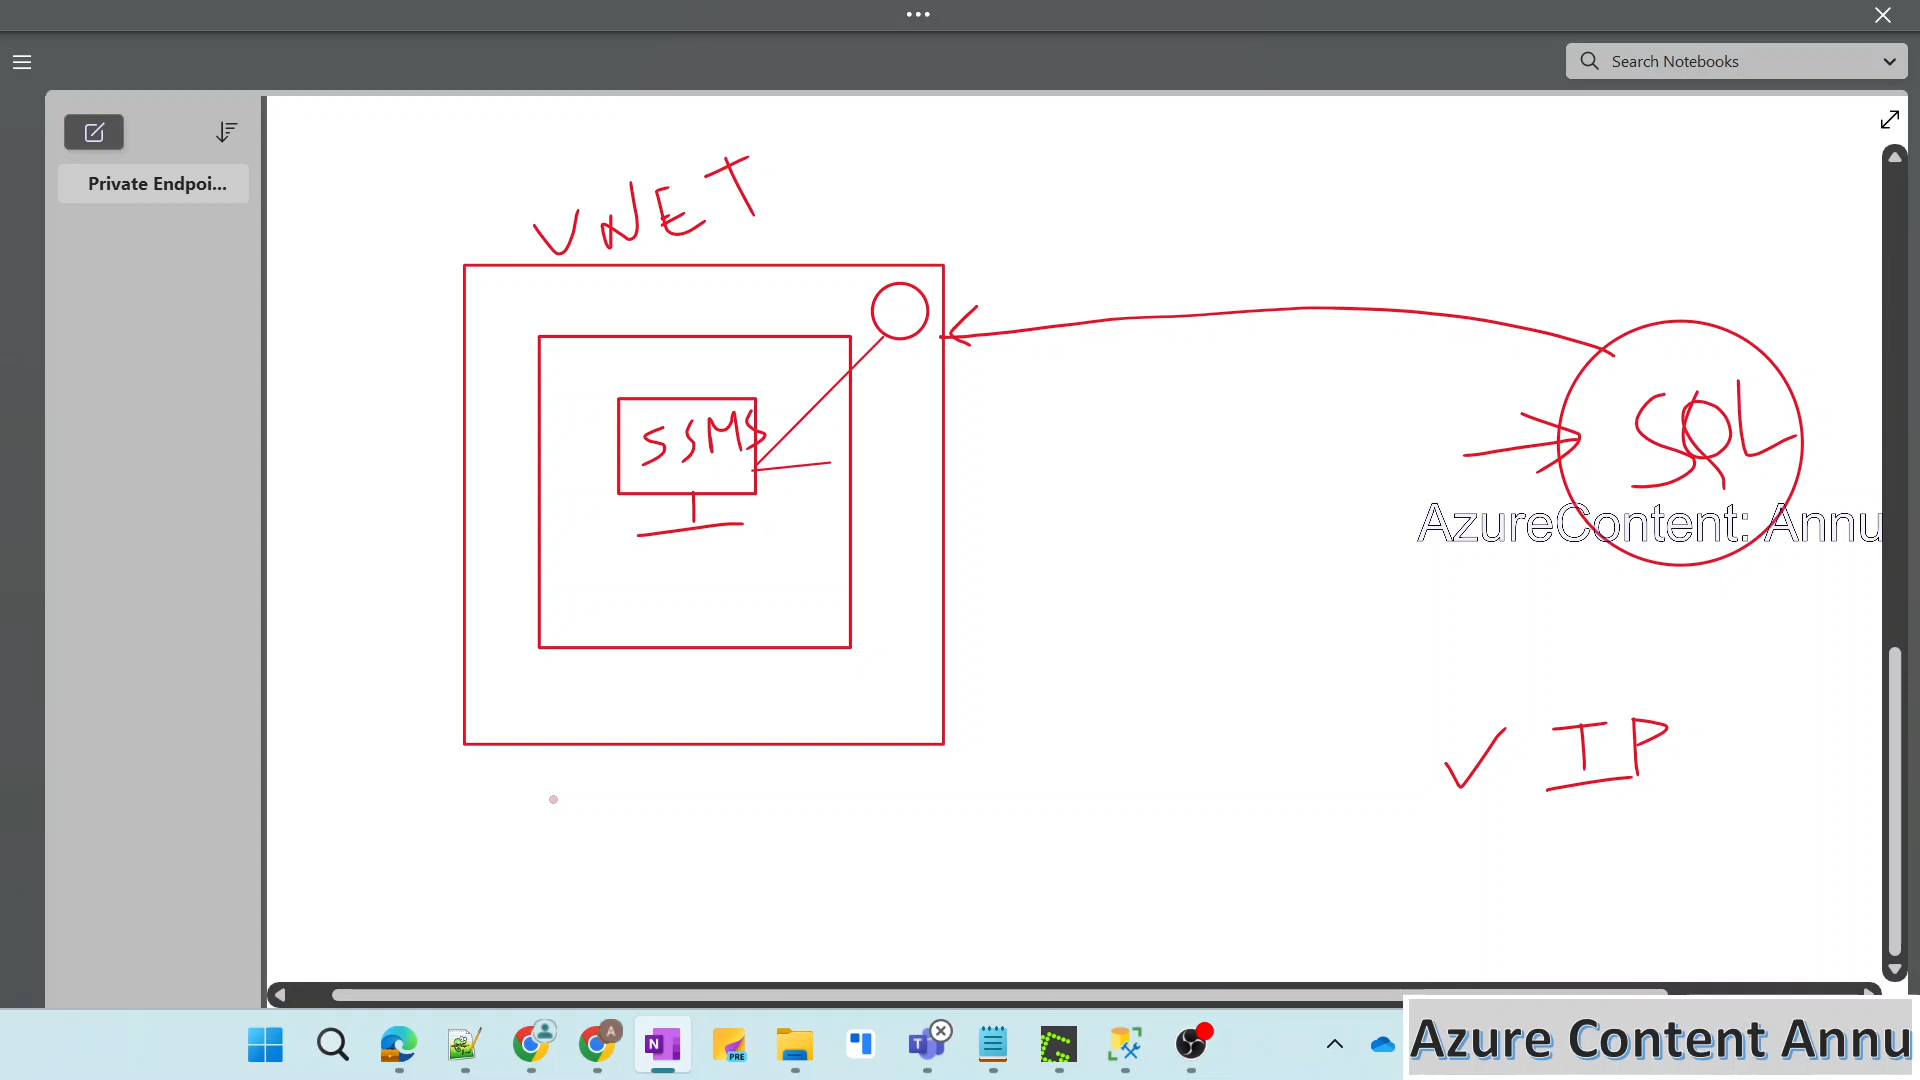 Search Notebooks
Private Endpoi...
VNET
SSMS
SQL
AzureContent: Annu
IP
Azure Content Annu